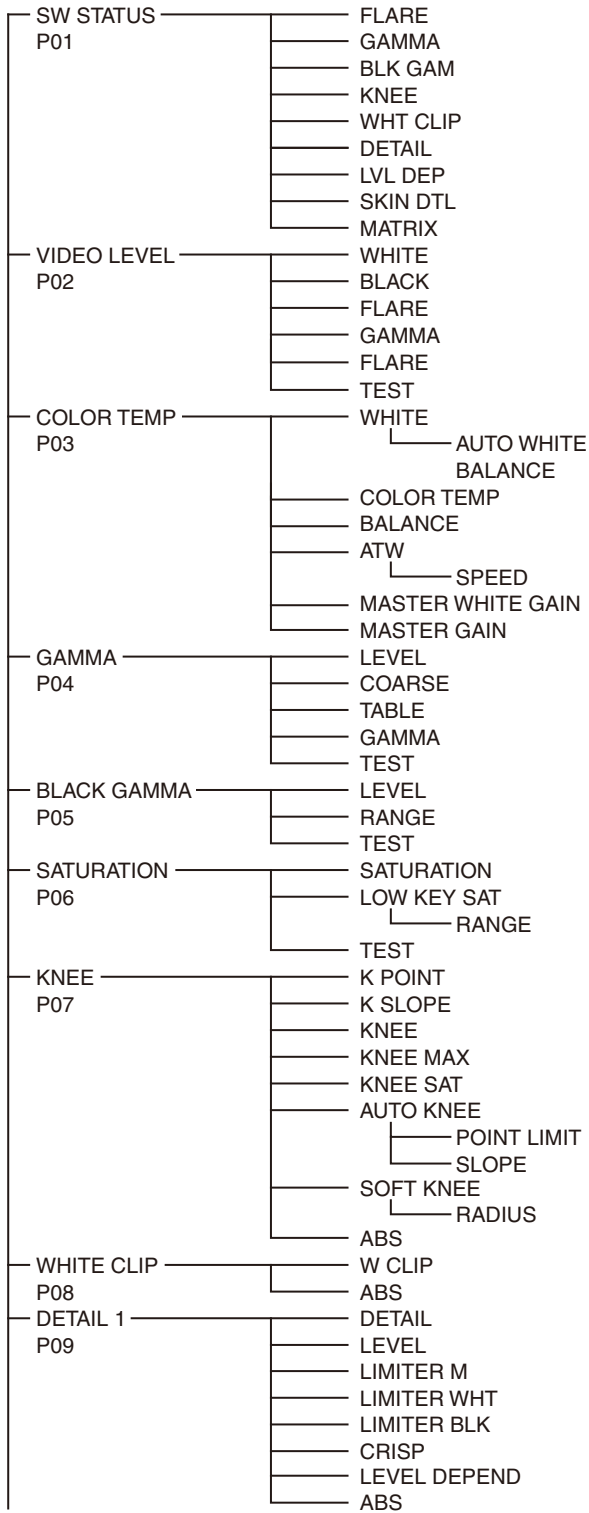 SW STATUS
P01
FLARE
GAMMA
BLK GAM
KNEE
WHT CLIP
DETAIL
LVL DEP
SKIN DTL
MATRIX
VIDEO LEVEL
P02
WHITE
BLACK
FLARE
GAMMA
FLARE
TEST
COLOR TEMP
P03
WHITE
AUTO WHITE
BALANCE
COLOR TEMP
BALANCE
ATW
SPEED
MASTER WHITE GAIN
MASTER GAIN
GAMMA
P04
LEVEL
COARSE
TABLE
GAMMA
TEST
BLACK GAMMA
P05
LEVEL
RANGE
TEST
SATURATION
P06
SATURATION
LOW KEY SAT
RANGE
TEST
KNEE
P07
K POINT
K SLOPE
KNEE
KNEE MAX
KNEE SAT
AUTO KNEE
POINT LIMIT
SLOPE
SOFT KNEE
RADIUS
ABS
WHITE CLIP
P08
W CLIP
ABS
DETAIL 1
P09
DETAIL
LEVEL
LIMITER M
LIMITER WHT
LIMITER BLK
CRISP
LEVEL DEPEND
ABS